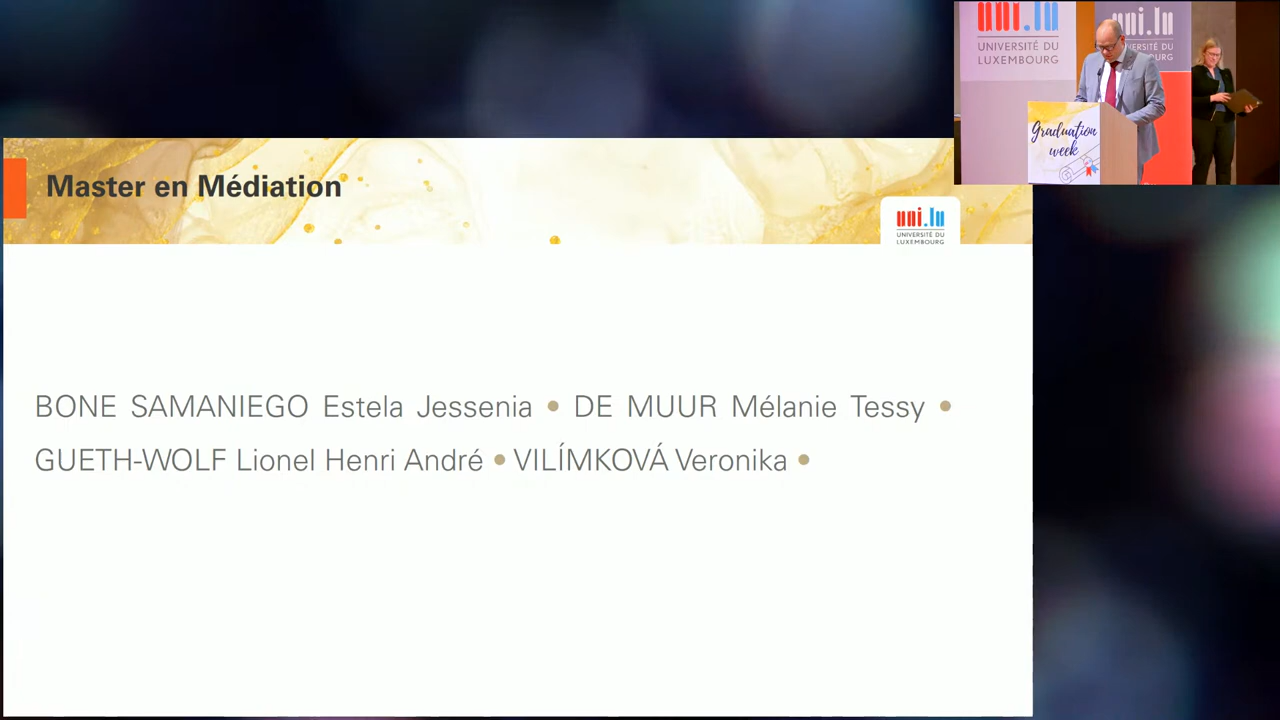 uni.lu
UNIVERSITÉ DU
LUXEMBOURG
uni.lu
Graduation
week
Master en Médiation
uni.lu
UNIVERSITÉ DU
LUXEMBOURG
BONE SAMANIEGO Estela Jessenia • DE MUUR Mélanie Tessy •
GUETH-WOLF Lionel Henri André • VILÍMKOVÁ Veronika •